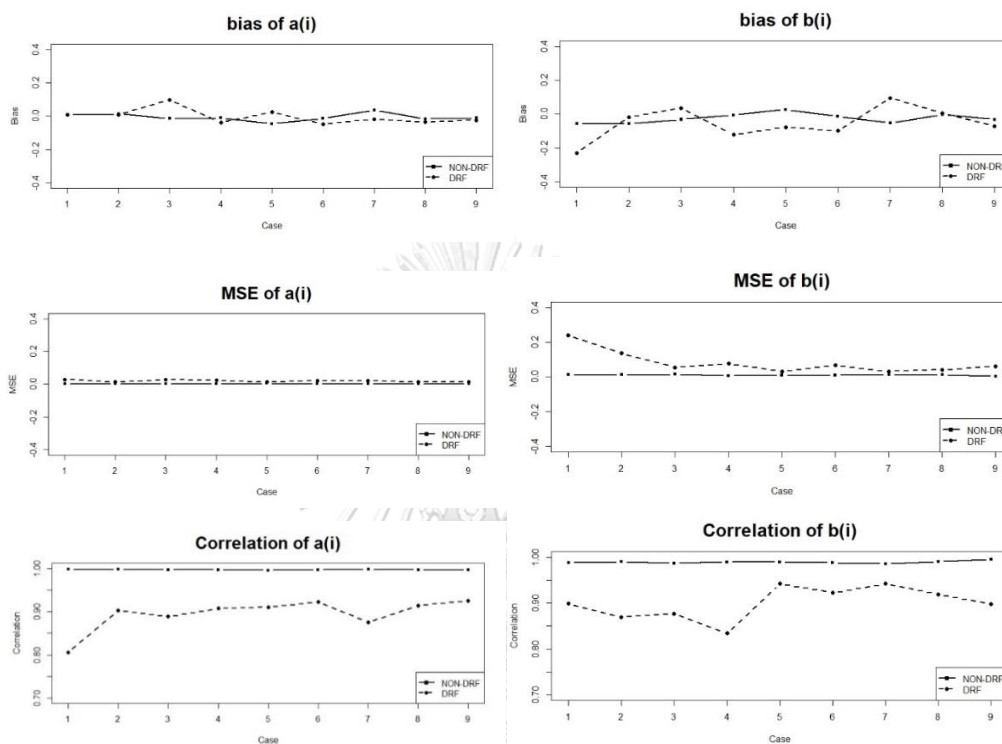 bias of a(i)
0.4
0.2
0.0
-0.2
-0.4
Bias
NON-DRF
DRF
1 2 3 4 5 6 7 8 9
Case
bias of b(i)
0.4
0.2
0.0
-0.2
-0.4
Bias
NON-DRF
DRF
1 2 3 4 5 6 7 8 9
Case
MSE of a(i)
0.4
0.2
0.0
-0.2
-0.4
MSE
NON-DRF
DRF
1 2 3 4 5 6 7 8 9
Case
MSE of b(i)
0.4
0.2
0.0
-0.2
-0.4
MSE
NON-DRF
DRF
1 2 3 4 5 6 7 8 9
Case
Correlation of a(i)
1.00
0.90
0.80
0.70
Correlation
NON-DRF
DRF
1 2 3 4 5 6 7 8 9
Case
Correlation of b(i)
1.00
0.90
0.80
0.70
Correlation
NON-DRF
DRF
1 2 3 4 5 6 7 8 9
Case